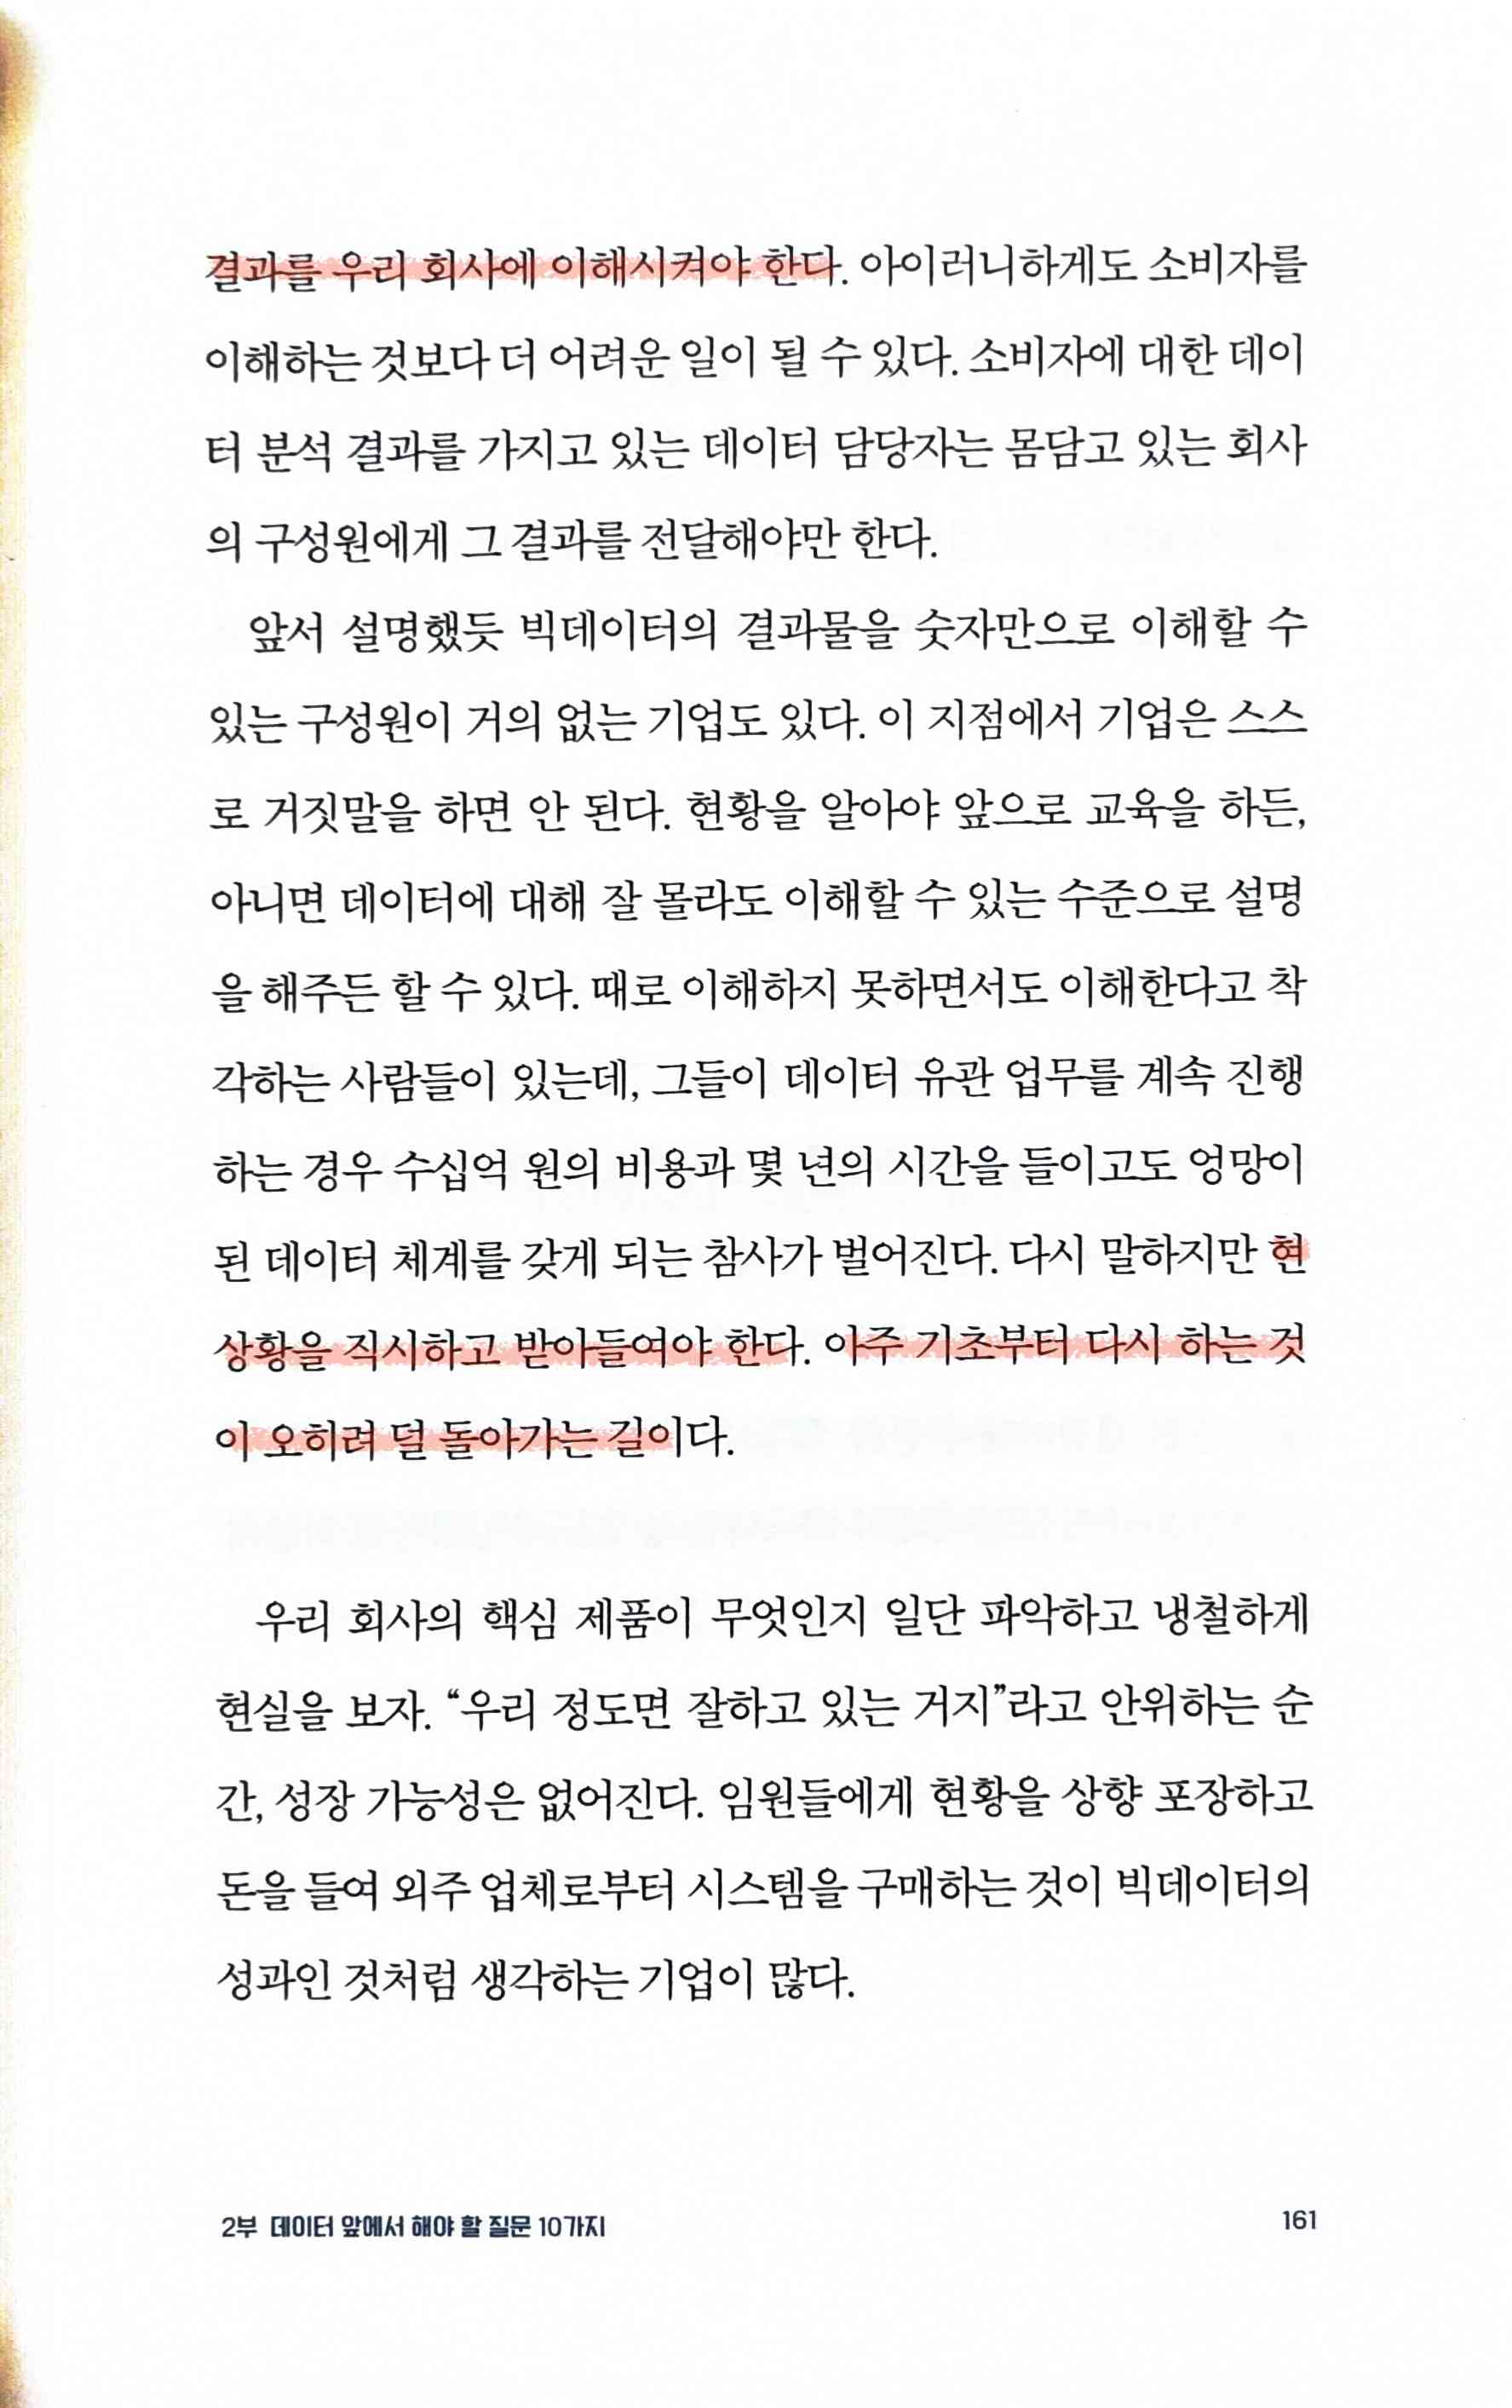 결과를 우리 회사에 이해시켜야 한다. 아이러니하게도 소비자를
이해하는 것보다 더 어려운 일이 될 수 있다. 소비자에 대한 데이
터 분석 결과를 가지고 있는 데이터 담당자는 몸담고 있는 회사
의 구성원에게 그 결과를 전달해야만 한다.
앞서 설명했듯 빅데이터의 결과물을 숫자만으로 이해할 수
있는 구성원이 거의 없는 기업도 있다. 이 지점에서 기업은 스스
로 거짓말을 하면 안 된다. 현황을 알아야 앞으로 교육을 하든,
아니면 데이터에 대해 잘 몰라도 이해할 수 있는 수준으로 설명
을 해주든 할 수 있다. 때로 이해하지 못하면서도 이해한다고 착
각하는 사람들이 있는데, 그들이 데이터 유관 업무를 계속 진행
하는 경우 수십억 원의 비용과 몇 년의 시간을 들이고도 엉망이
된 데이터 체계를 갖게 되는 참사가 벌어진다. 다시 말하지만 현
상황을 직시하고 받아들여야 한다. 아주 기초부터 다시 하는 것
이 오히려 덜 돌아가는 길이다.
우리 회사의 핵심 제품이 무엇인지 일단 파악하고 냉철하게
현실을 보자. “우리 정도면 잘하고 있는 거지”라고 안위하는 순
간, 성장 가능성은 없어진다. 임원들에게 현황을 상향 포장하고
돈을 들여 외주 업체로부터 시스템을 구매하는 것이 빅데이터의
성과인 것처럼 생각하는 기업이 많다.
2부 데이터 앞에서 해야 할 질문 10가지
161